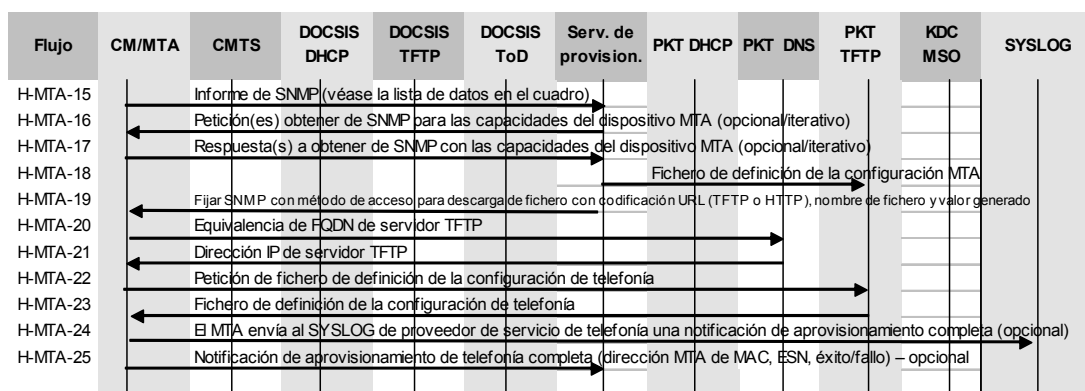 Flujo CM/MTA CMTS DOCSIS DHCP DOCSIS TFTP DOCSIS ToD Serv. de provision. PKT DHCP PKT DNS PKT TFTP KDC MSO SYSLOG
H-MTA-15 Informe de SNMP (véase la lista de datos en el cuadro)
H-MTA-16 Petición(es) obtener de SNMP para las capacidades del dispositivo MTA (opcional/iterativo)
H-MTA-17 Respuesta(s) a obtener de SNMP con las capacidades del dispositivo MTA (opcional/iterativo)
H-MTA-18 Fichero de definición de la configuración MTA
H-MTA-19 Fijar SNMP con método de acceso para descarga de fichero con codificación URL (TFTP o HTTP), nombre de fichero y valor generado
H-MTA-20 Equivalencia de FQDN de servidor TFTP
H-MTA-21 Dirección IP de servidor TFTP
H-MTA-22 Petición de fichero de definición de la configuración de telefonía
H-MTA-23 Fichero de definición de la configuración de telefonía
H-MTA-24 El MTA envía al SYSLOG de proveedor de servicio de telefonía una notificación de aprovisionamiento completa (opcional)
H-MTA-25 Notificación de aprovisionamiento de telefonía completa (dirección MTA de MAC, ESN, éxito/fallo) – opcional